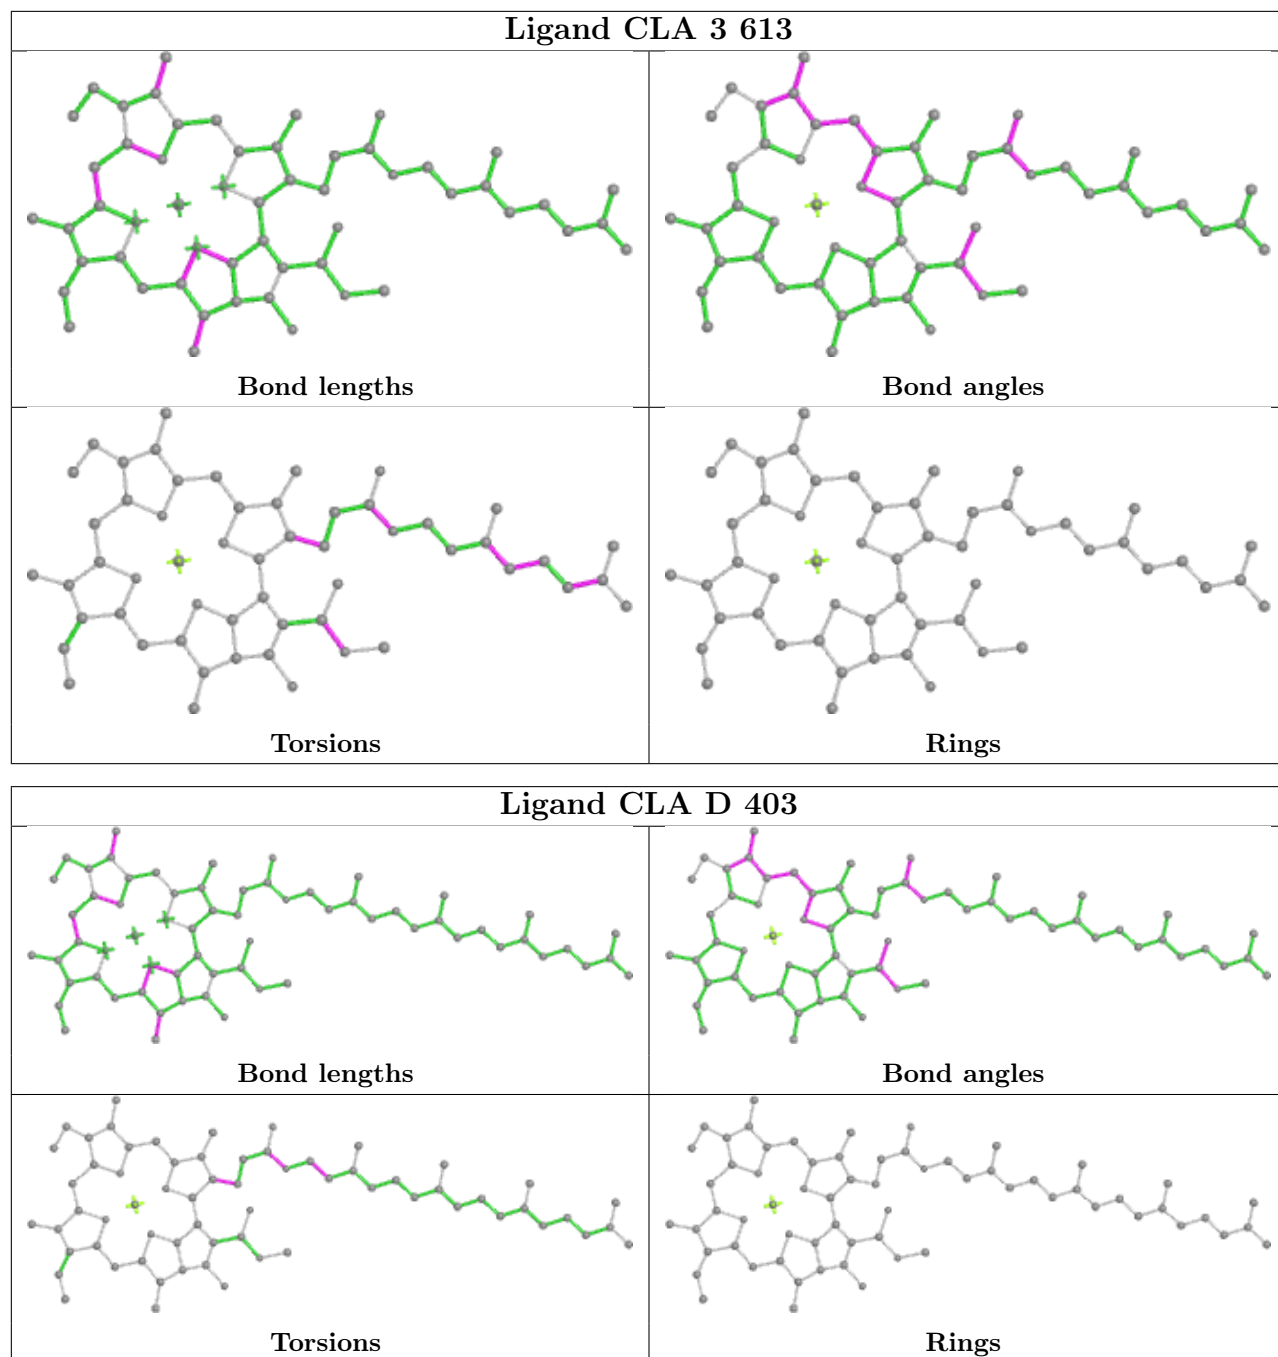 Ligand CLA 3 613
Bond lengths
Bond angles
Torsions
Rings
Ligand CLA D 403
Bond lengths
Bond angles
Torsions
Rings